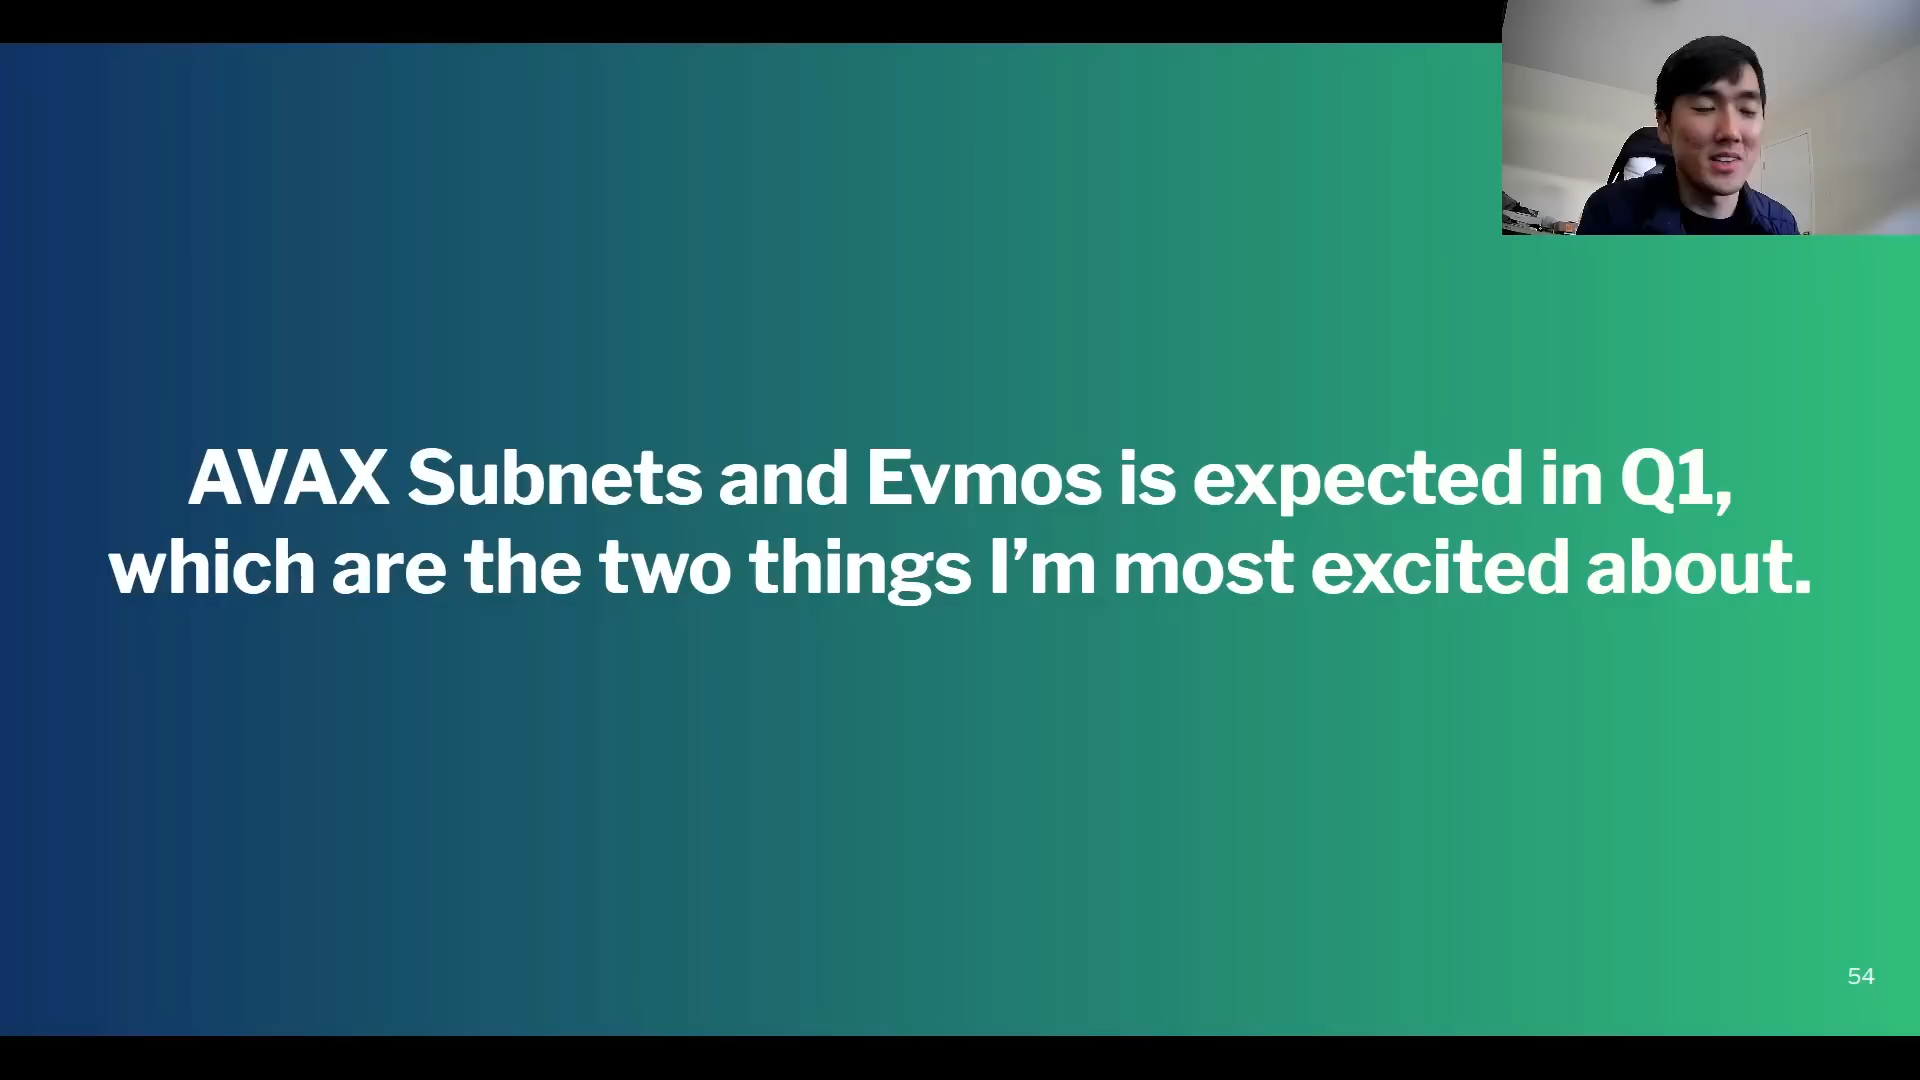 AVAX Subnets and Evmos is expected in Q1,
which are the two things I’m most excited about.
54